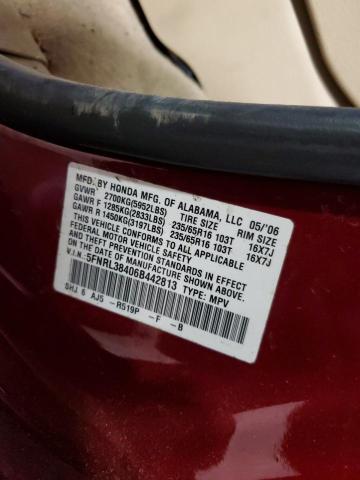 MFD. BY HONDA MFG. OF ALABAMA, LLC 05/'06
GVWR 2700KG(5952LBS) TIRE SIZE RIM SIZE
GAWR F 1285KG(2833LBS) 235/65R16 103T 16X7J
GAWR R 1450KG(3197LBS) 235/65R16 103T 16X7J
THIS VEHICLE CONFORMS TO ALL APPLICABLE
FEDERAL MOTOR VEHICLE SAFETY AND
THEFT PREVENTION STANDARDS IN EFFECT
ON THE DATE OF MANUFACTURE SHOWN ABOVE.
V.I.N.: 5FNRL38406B442813 TYPE: MPV
SHJ 6 AJ5 -R519P -F -B